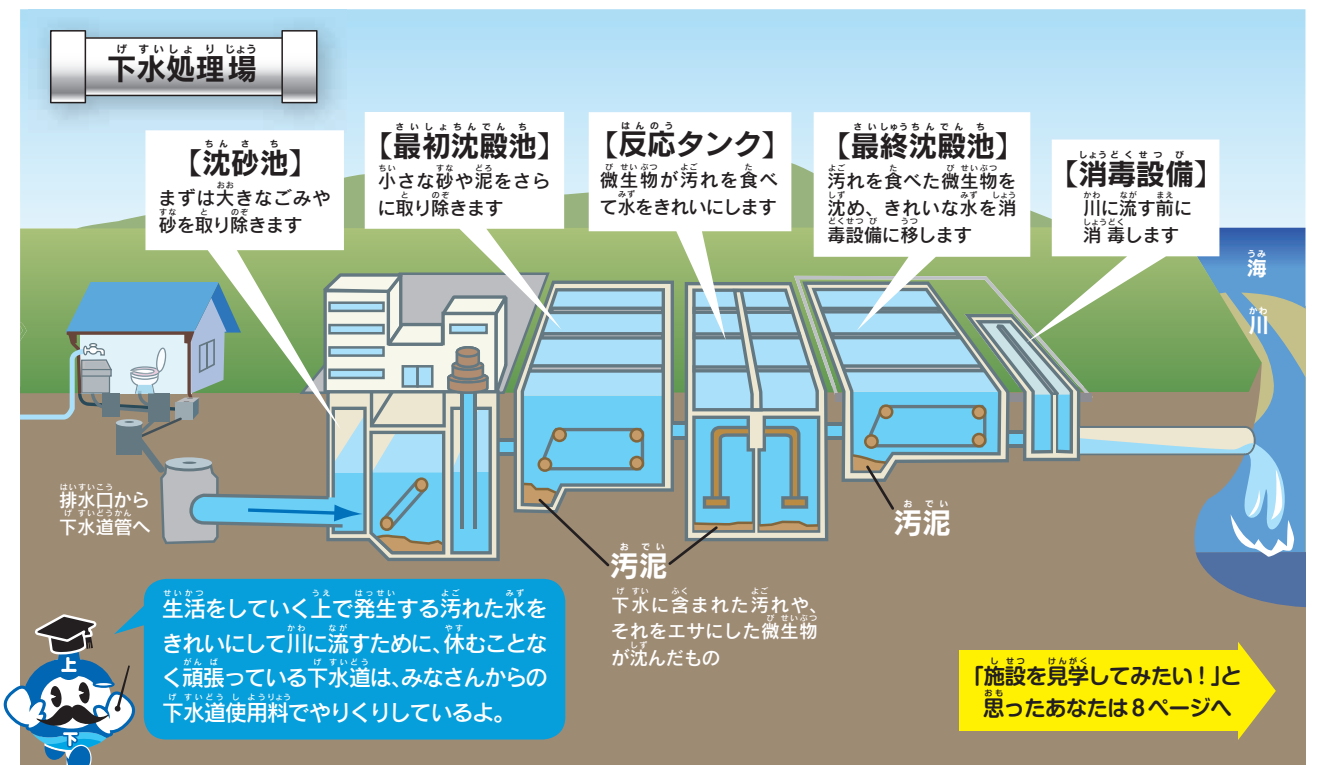 下水処理場
【沈砂池】
まずは大きなごみや
砂を取り除きます
【最初沈殿池】
小さな砂や泥をさら
に取り除きます
【反応タンク】
微生物が汚れを食べ
て水をきれいにします
【最終沈殿池】
汚れを食べた微生物を
沈め、きれいな水を消
毒設備に移します
【消毒設備】
川に流す前に
消毒します
海
川
排水口から
下水道管へ
汚泥
下水に含まれた汚れや、
それをエサにした微生物
が沈んだもの
汚泥
生活をしていく上で発生する汚れた水を
きれいにして川に流すために、休むことな
く頑張っている下水道は、みなさんからの
下水道使用料でやりくりしているよ。
上
下
「施設を見学してみたい!」と
思ったあなたは8ページへ